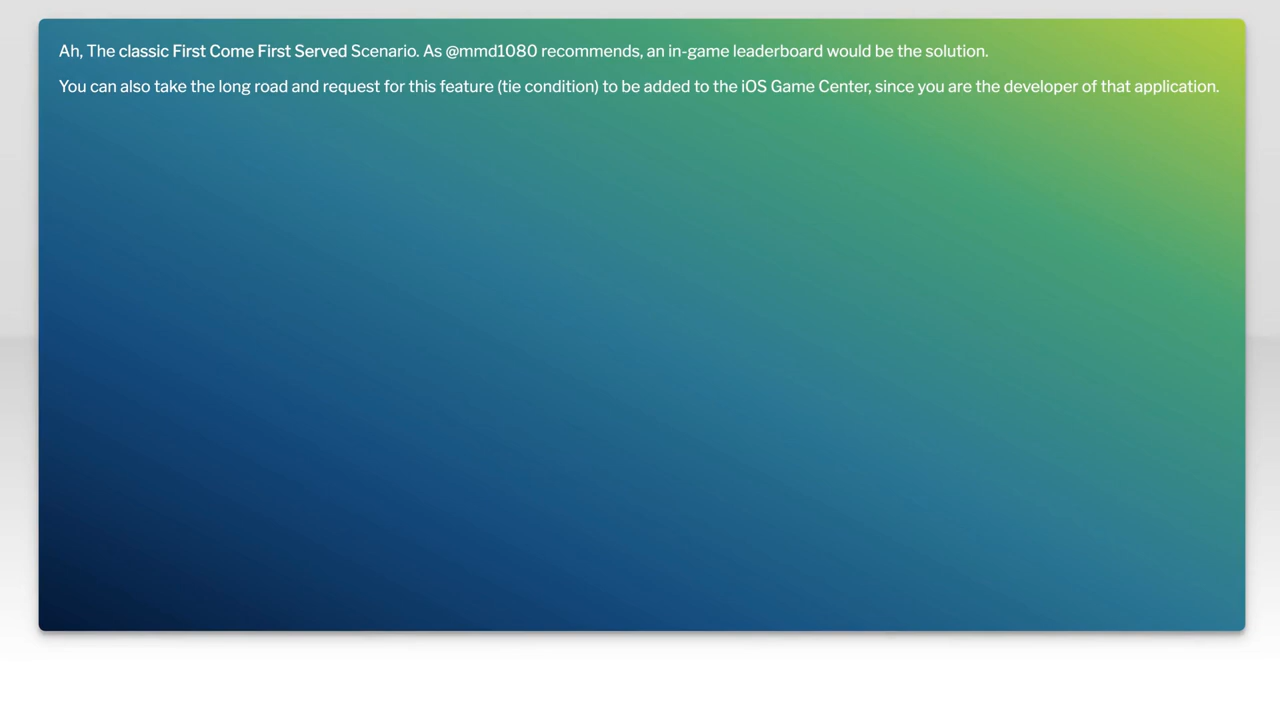 Ah, The classic First Come First Served Scenario. As @mmd1080 recommends, an in-game leaderboard would be the solution.
You can also take the long road and request for this feature (tie condition) to be added to the iOS Game Center, since you are the developer of that application.